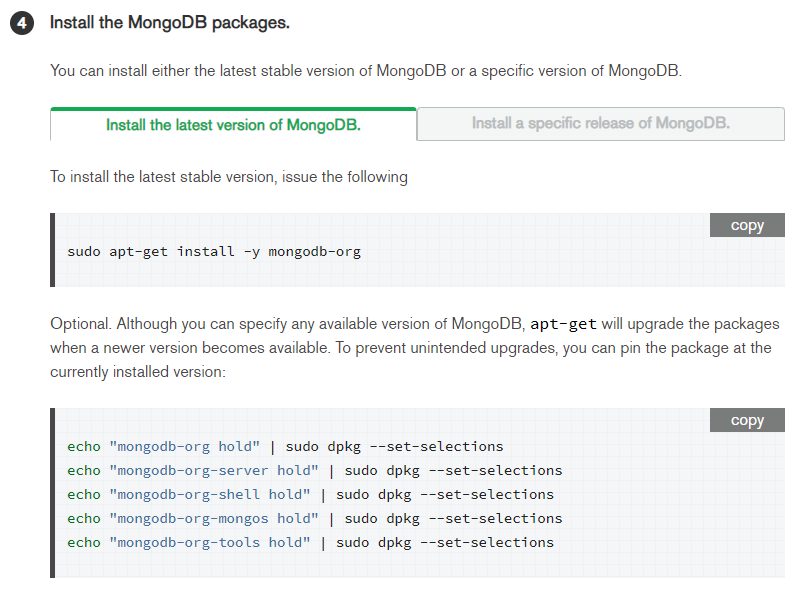 4 Install the MongoDB packages.
You can install either the latest stable version of MongoDB or a specific version of MongoDB.
Install the latest version of MongoDB. Install a specific release of MongoDB.
To install the latest stable version, issue the following
copy
sudo apt-get install -y mongodb-org
Optional. Although you can specify any available version of MongoDB, apt-get will upgrade the packages
when a newer version becomes available. To prevent unintended upgrades, you can pin the package at the
currently installed version:
copy
echo "mongodb-org hold" | sudo dpkg --set-selections
echo "mongodb-org-server hold" | sudo dpkg --set-selections
echo "mongodb-org-shell hold" | sudo dpkg --set-selections
echo "mongodb-org-mongos hold" | sudo dpkg --set-selections
echo "mongodb-org-tools hold" | sudo dpkg --set-selections